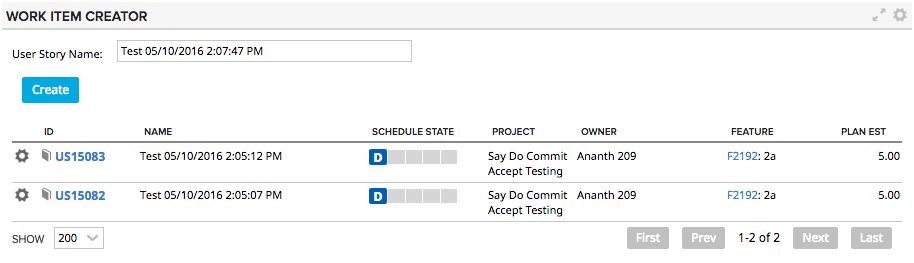 WORK ITEM CREATOR
User Story Name: Test 05/10/2016 2:07:47 PM
Create
ID NAME SCHEDULE STATE PROJECT OWNER FEATURE PLAN EST
US15083 Test 05/10/2016 2:05:12 PM D Say Do Commit Ananth 209 F2192: 2a 5.00
Accept Testing
US15082 Test 05/10/2016 2:05:07 PM D Say Do Commit Ananth 209 F2192: 2a 5.00
Accept Testing
SHOW 200 First Prev 1-2 of 2 Next Last